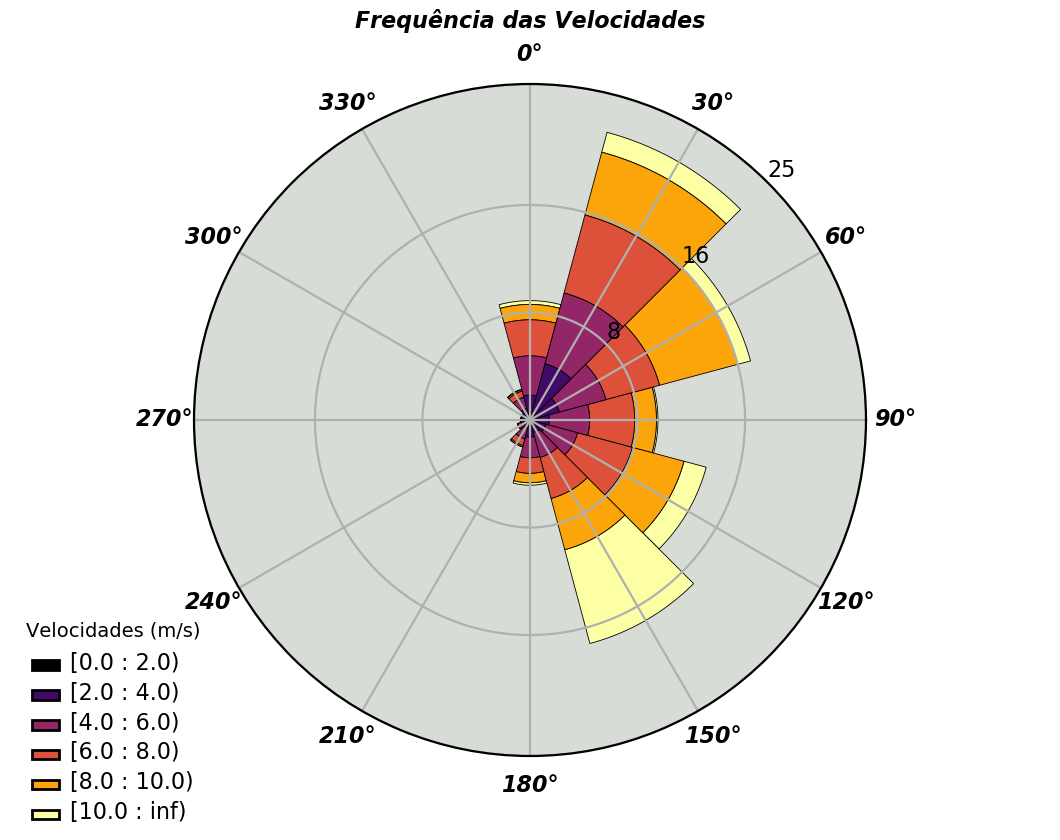 Frequência das Velocidades
0°
330°
30°
25
300°
60°
16
8
270°
90°
240°
120°
Velocidades (m/s)
[0.0 : 2.0)
[2.0 : 4.0)
[4.0 : 6.0)
[6.0 : 8.0)
[8.0 : 10.0)
[10.0 : inf)
210°
150°
180°